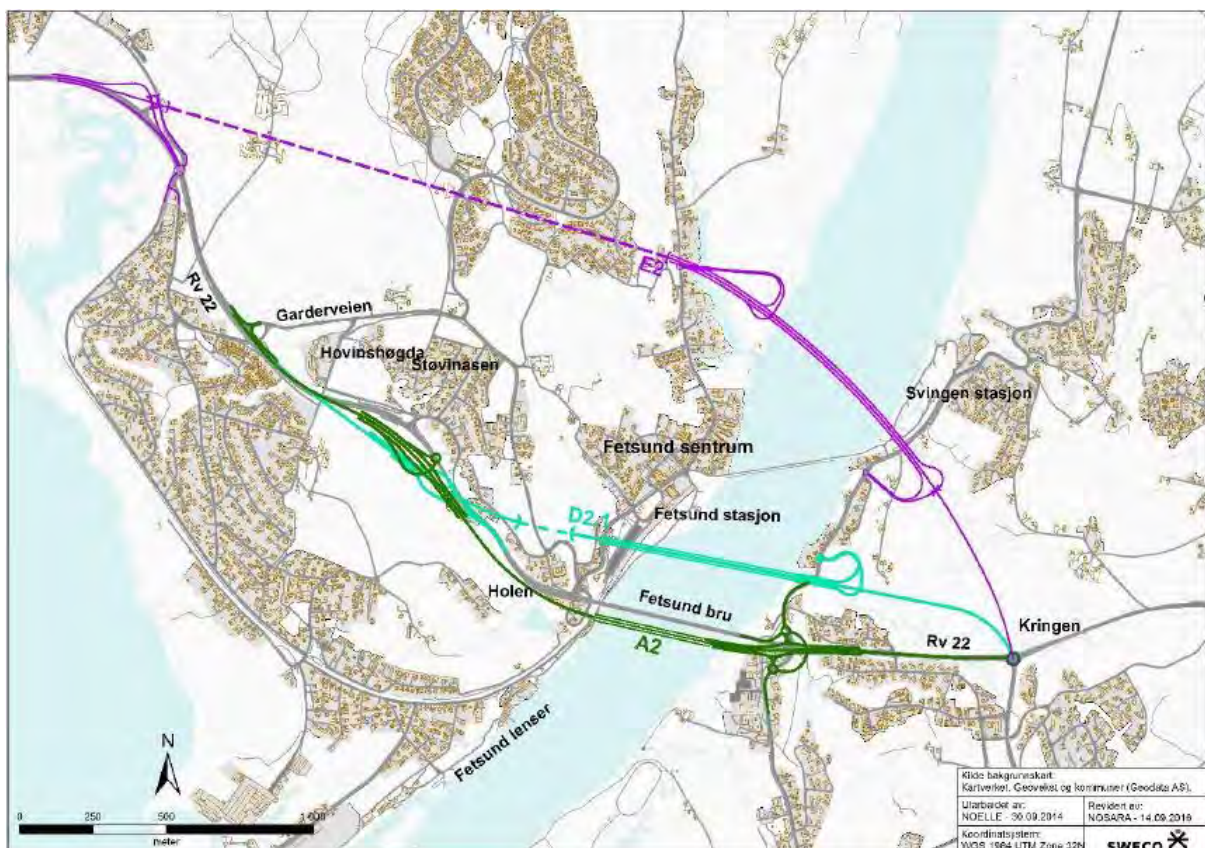 E2
Rv 22
Garderveien
Hovinshøgda
Støvinåsen
Svingen stasjon
Fetsund sentrum
D2-1
Fetsund stasjon
Holen
Fetsund bru
Kringen
A2
Rv 22
Fetsund lenser
N
0 250 500 1 000
meter
Kilde bakgrunnskart:
Kartverket, Geovekst og kommuner (Geodata AS).
Utarbeidet av:
NOELLE - 30.09.2014
Revidert av:
NOSARA - 14.09.2016
Koordinatsystem:
WGS 1984 UTM Zone 32N
SWECO